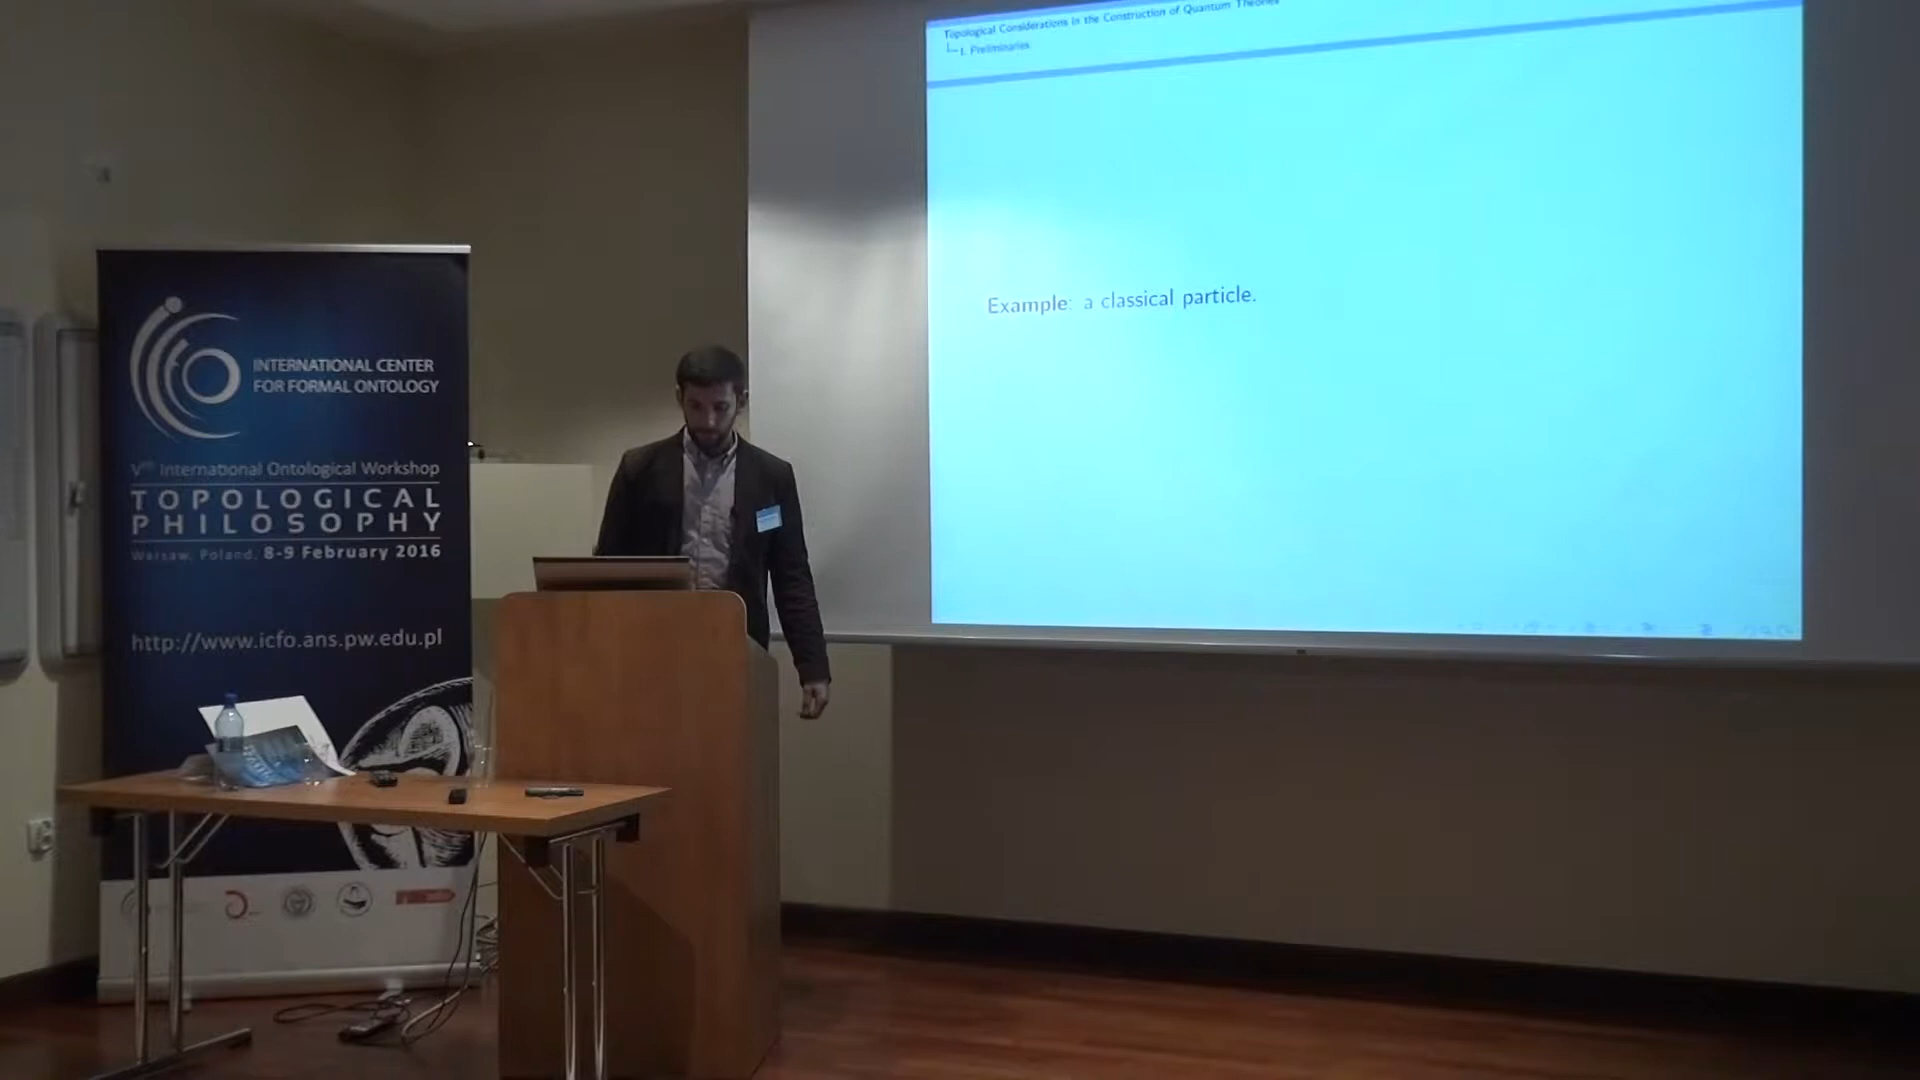 Topological Considerations in the Construction of Quantum Theories
I. Preliminaries
Example: a classical particle.
INTERNATIONAL CENTER
FOR FORMAL ONTOLOGY
Vth International Ontological Workshop
TOPOLOGICAL
PHILOSOPHY
Warsaw, Poland, 8-9 February 2016
http://www.icfo.ans.pw.edu.pl